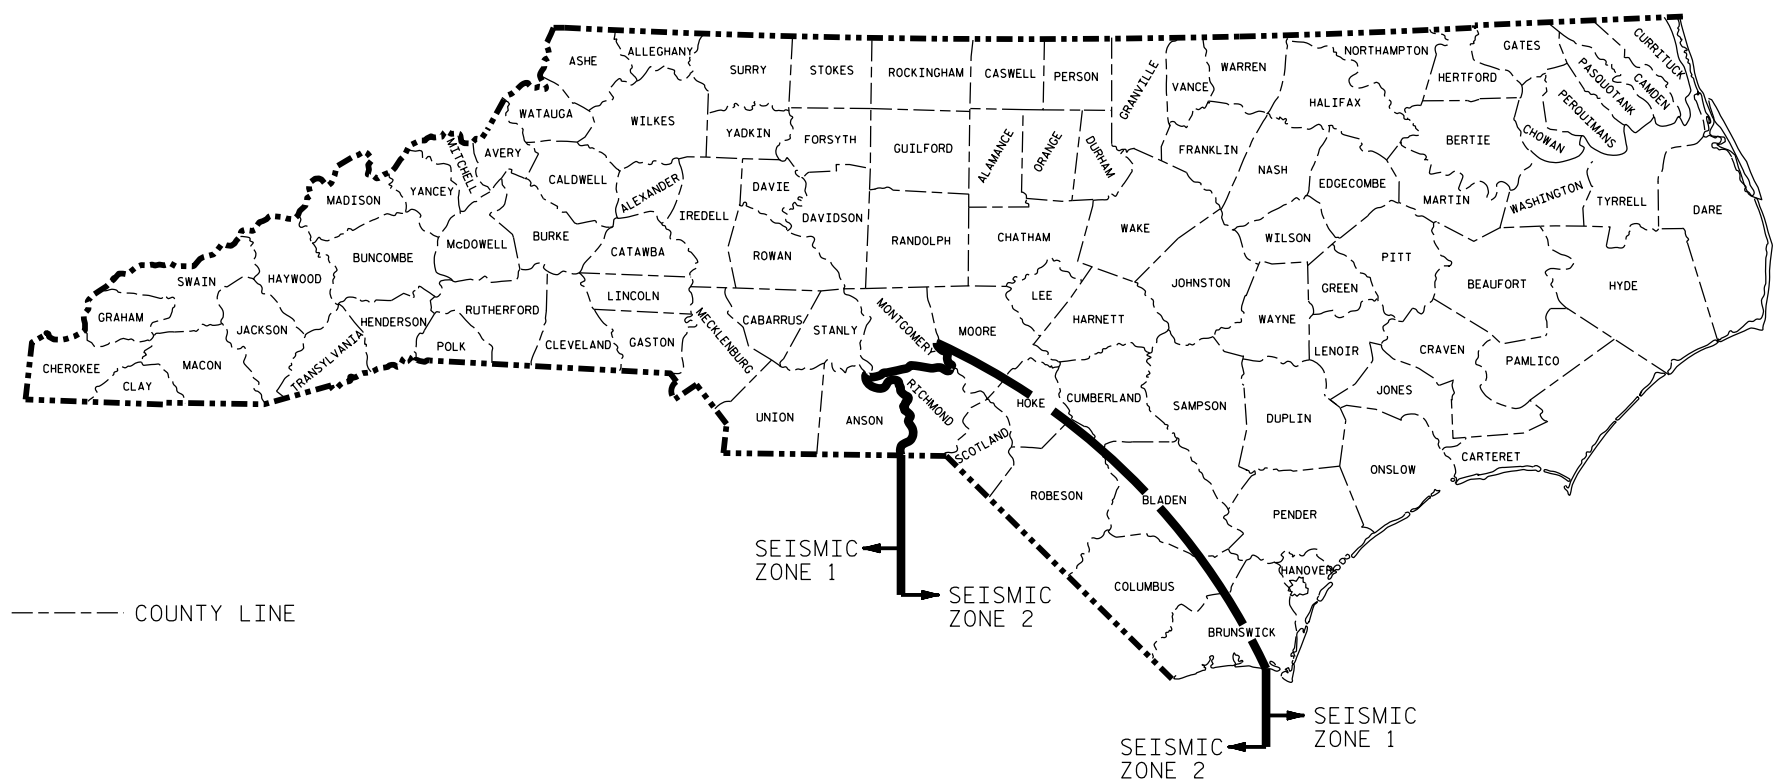 ASHE
ALLEGHANY
SURRY
STOKES
ROCKINGHAM
CASWELL
PERSON
GRANVILLE
VANCE
WARREN
NORTHAMPTON
HERTFORD
GATES
PASQUOTANK
CAMDEN
CURRITUCK
WATAUGA
WILKES
YADKIN
FORSYTH
GUILFORD
ALAMANCE
ORANGE
DURHAM
FRANKLIN
HALIFAX
BERTIE
CHOWAN
PERQUIMANS
MITCHELL
AVERY
CALDWELL
ALEXANDER
DAVIE
NASH
EDGECOMBE
MARTIN
WASHINGTON
TYRRELL
DARE
MADISON
YANCEY
IREDELL
DAVIDSON
McDOWELL
BURKE
CATAWBA
ROWAN
RANDOLPH
CHATHAM
WAKE
WILSON
PITT
SWAIN
HAYWOOD
BUNCOMBE
JOHNSTON
GREEN
BEAUFORT
HYDE
GRAHAM
JACKSON
HENDERSON
RUTHERFORD
LINCOLN
MECKLENBURG
CABARRUS
STANLY
MONTGOMERY
MOORE
LEE
HARNETT
WAYNE
CHEROKEE
CLAY
MACON
TRANSYLVANIA
POLK
CLEVELAND
GASTON
LENOIR
CRAVEN
PAMLICO
UNION
ANSON
RICHMOND
HOKE
CUMBERLAND
SAMPSON
DUPLIN
JONES
SCOTLAND
ONSLOW
CARTERET
ROBESON
BLADEN
PENDER
COLUMBUS
HANOVER
BRUNSWICK
SEISMIC
ZONE 1
SEISMIC
ZONE 2
COUNTY LINE
SEISMIC
ZONE 1
SEISMIC
ZONE 2